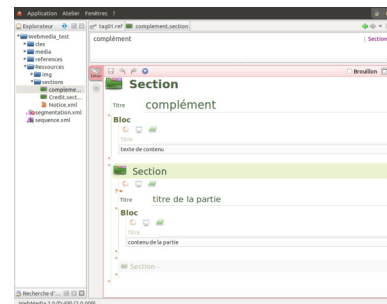 Application Atelier Fenêtres ?
Explorateur
tag01.ref complement.section
Webmedia_test
cles
media
references
Ressources
img
sections
compleme...
Credit.sect...
Notice.xml
segmentation.xml
sequence.xml
complément
Section
Brouillon
Section
Titre complément
Bloc
Titre
texte de contenu
Section
Titre titre de la partie
Bloc
Titre
contenu de la partie
Section -
Recherche d'...